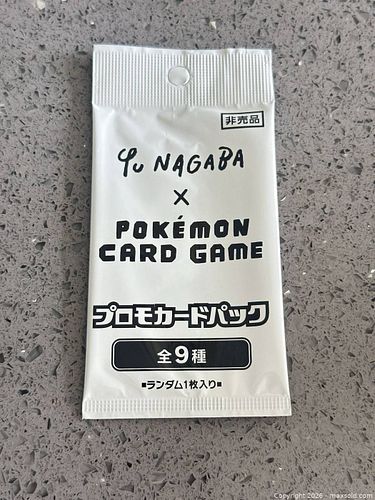 非売品
Yu NAGABA
X
POKÉMON
CARD GAME
プロモカードパック
全9種
■ランダム1枚入り■
Copyright 2026 - maxsold.com